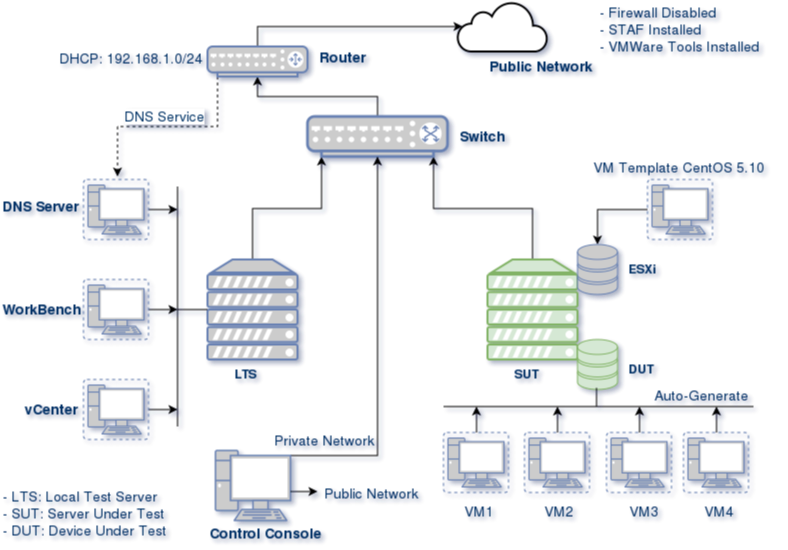 - Firewall Disabled
- STAF Installed
- VMWare Tools Installed
DHCP: 192.168.1.0/24
Router
Public Network
DNS Service
Switch
VM Template CentOS 5.10
DNS Server
ESXi
WorkBench
LTS
SUT
DUT
Auto-Generate
vCenter
Private Network
Public Network
Control Console
VM1
VM2
VM3
VM4
- LTS: Local Test Server
- SUT: Server Under Test
- DUT: Device Under Test